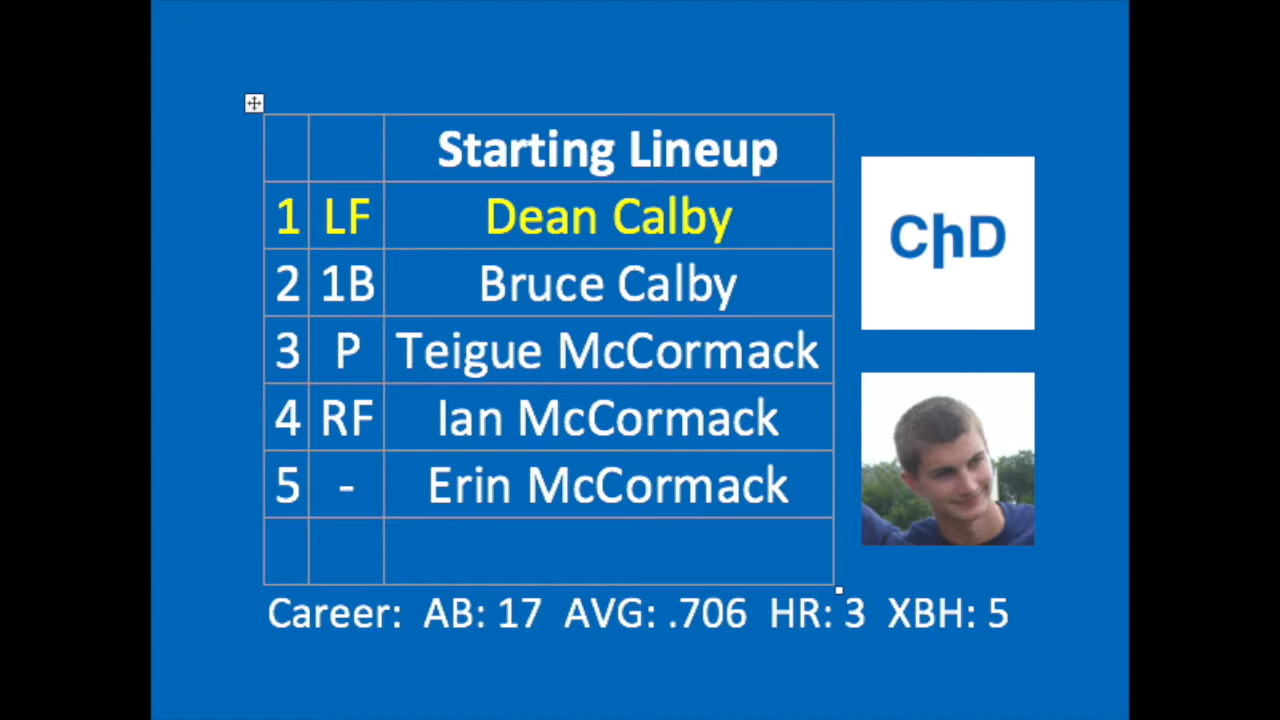 Starting Lineup
1 LF Dean Calby
2 1B Bruce Calby
3 P Teigue McCormack
4 RF Ian McCormack
5 - Erin McCormack
ChD
Career: AB: 17 AVG: .706 HR: 3 XBH: 5